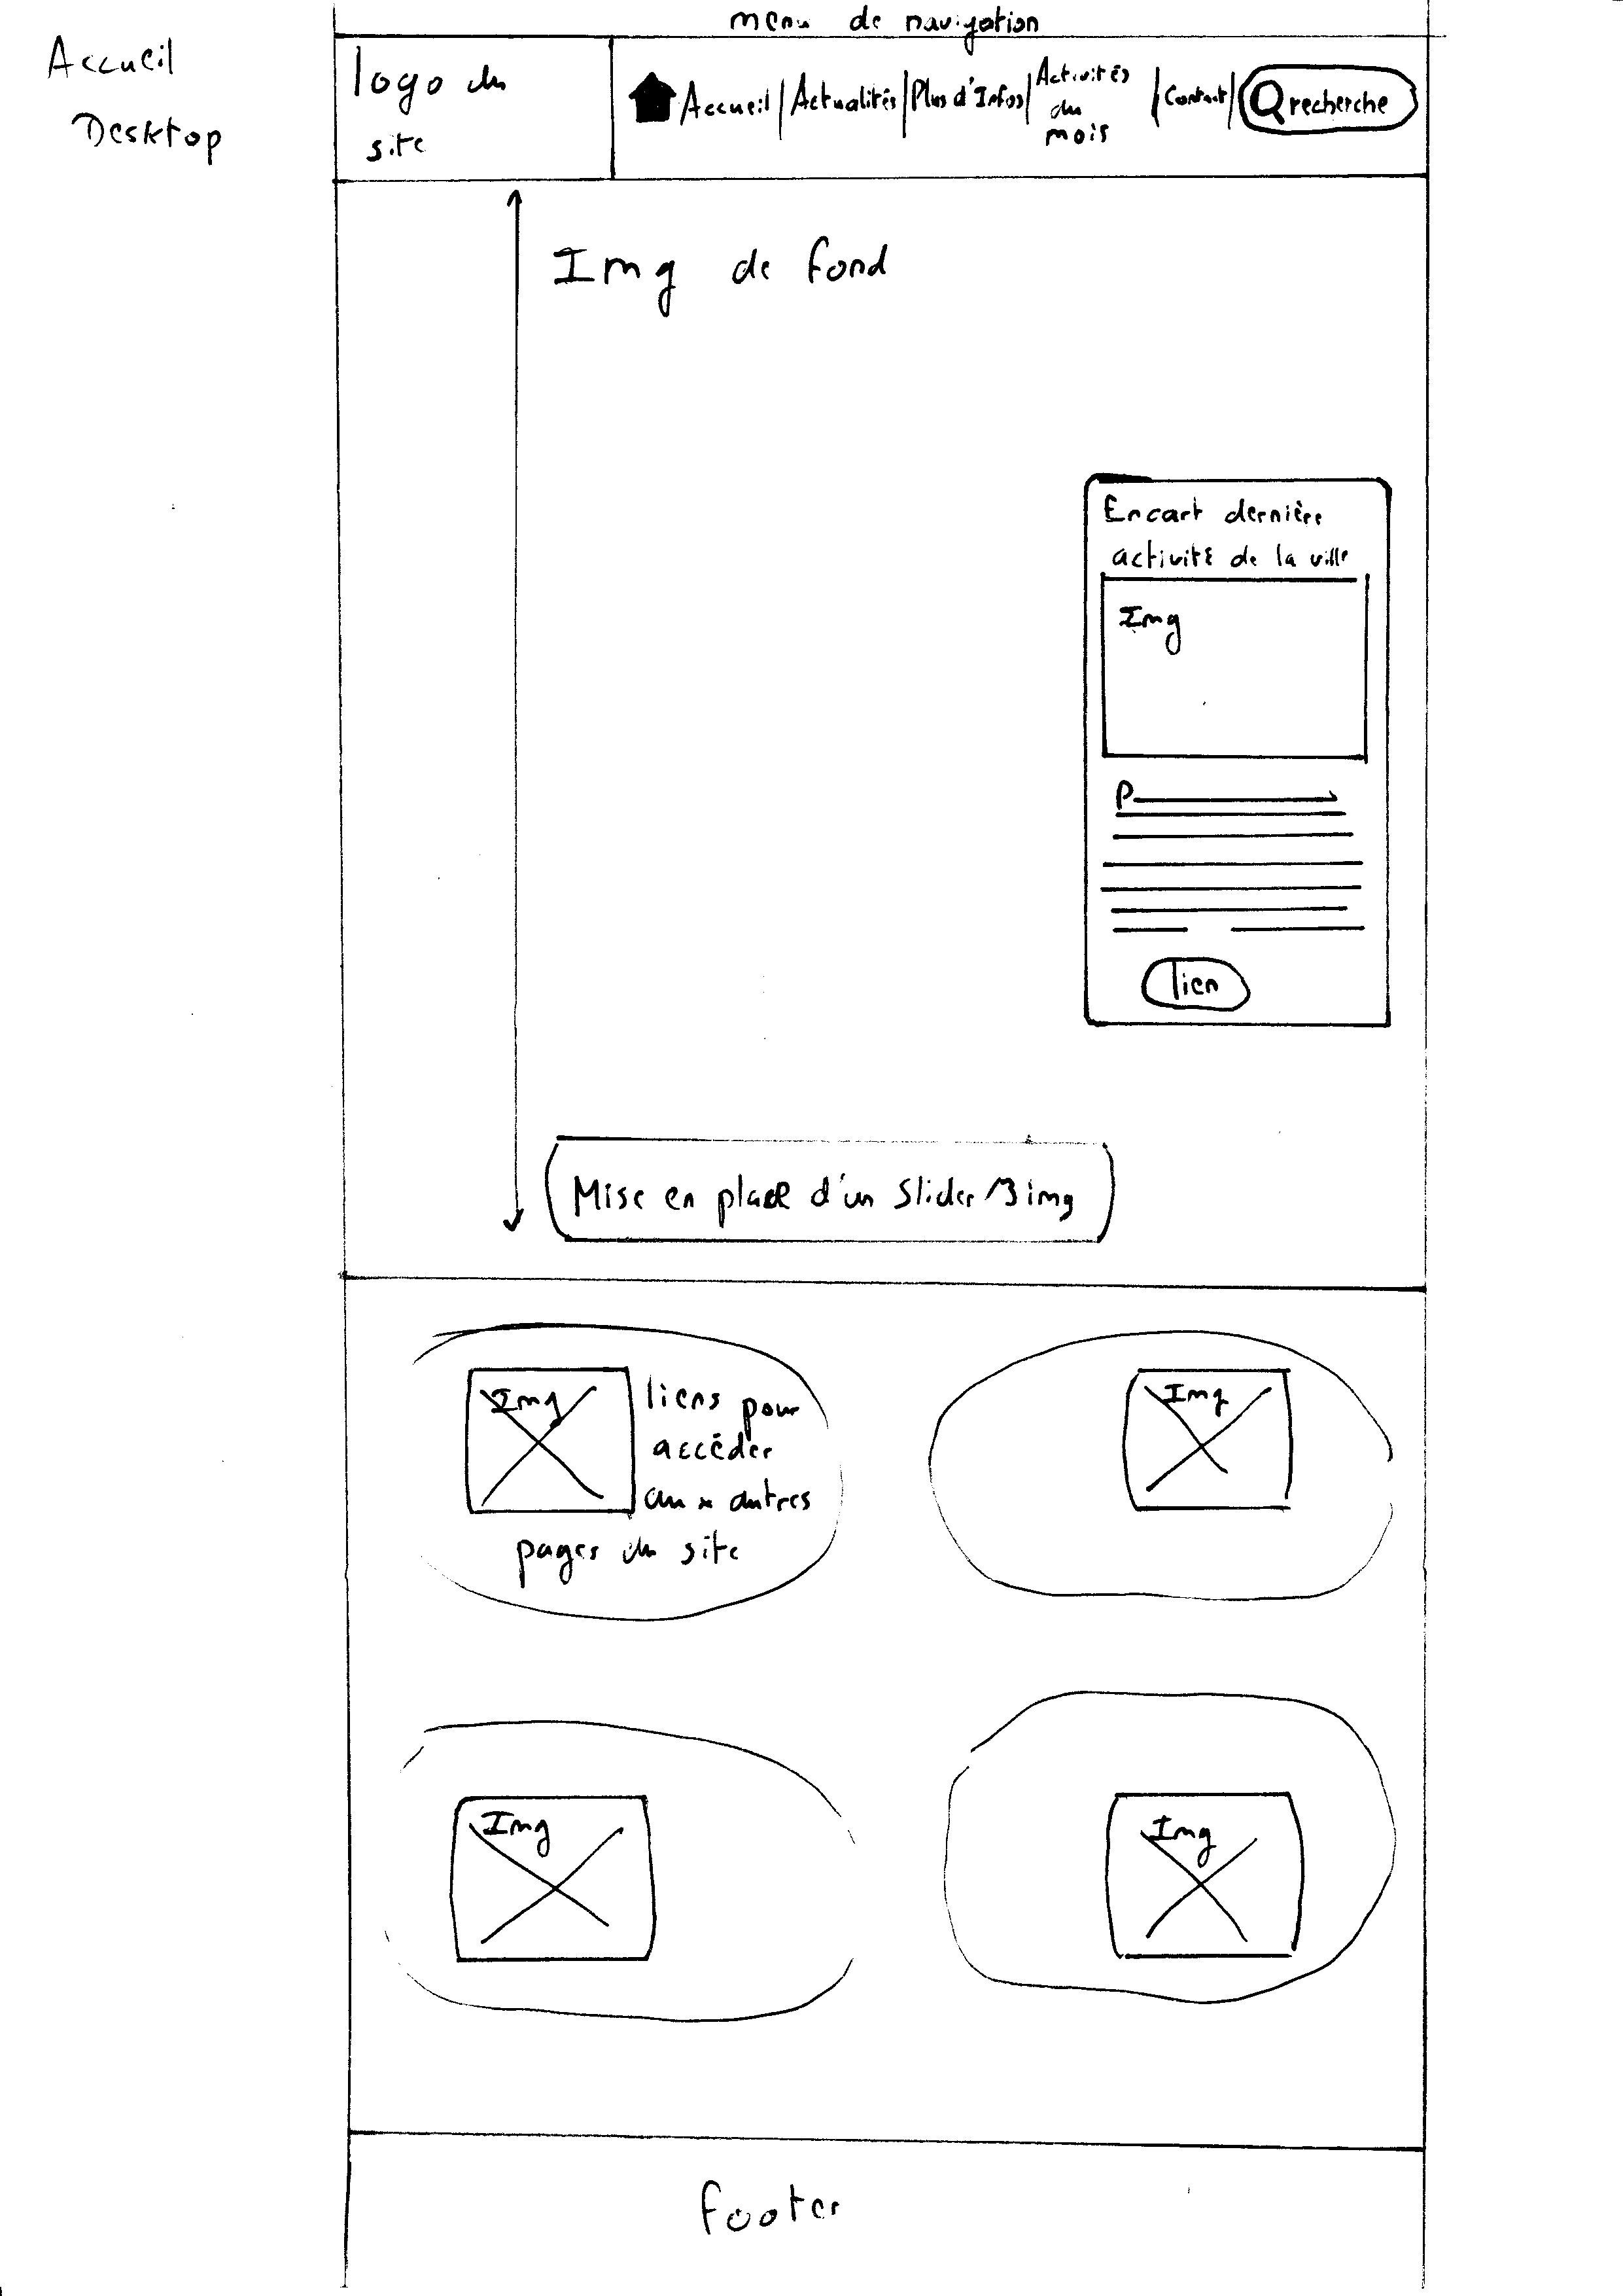 Accueil
Desktop
menu de navigation
logo du
site
Accueil | Actualités | Plus d'Infos | Activités
du
mois
| Contact |
recherche
Img de fond
Encart dernière
activité de la ville
Img
P
lien
Mise en place d'un Slider / 3 img
Img
liens pour
accéder
aux autres
pages du site
Img
Img
Img
footer